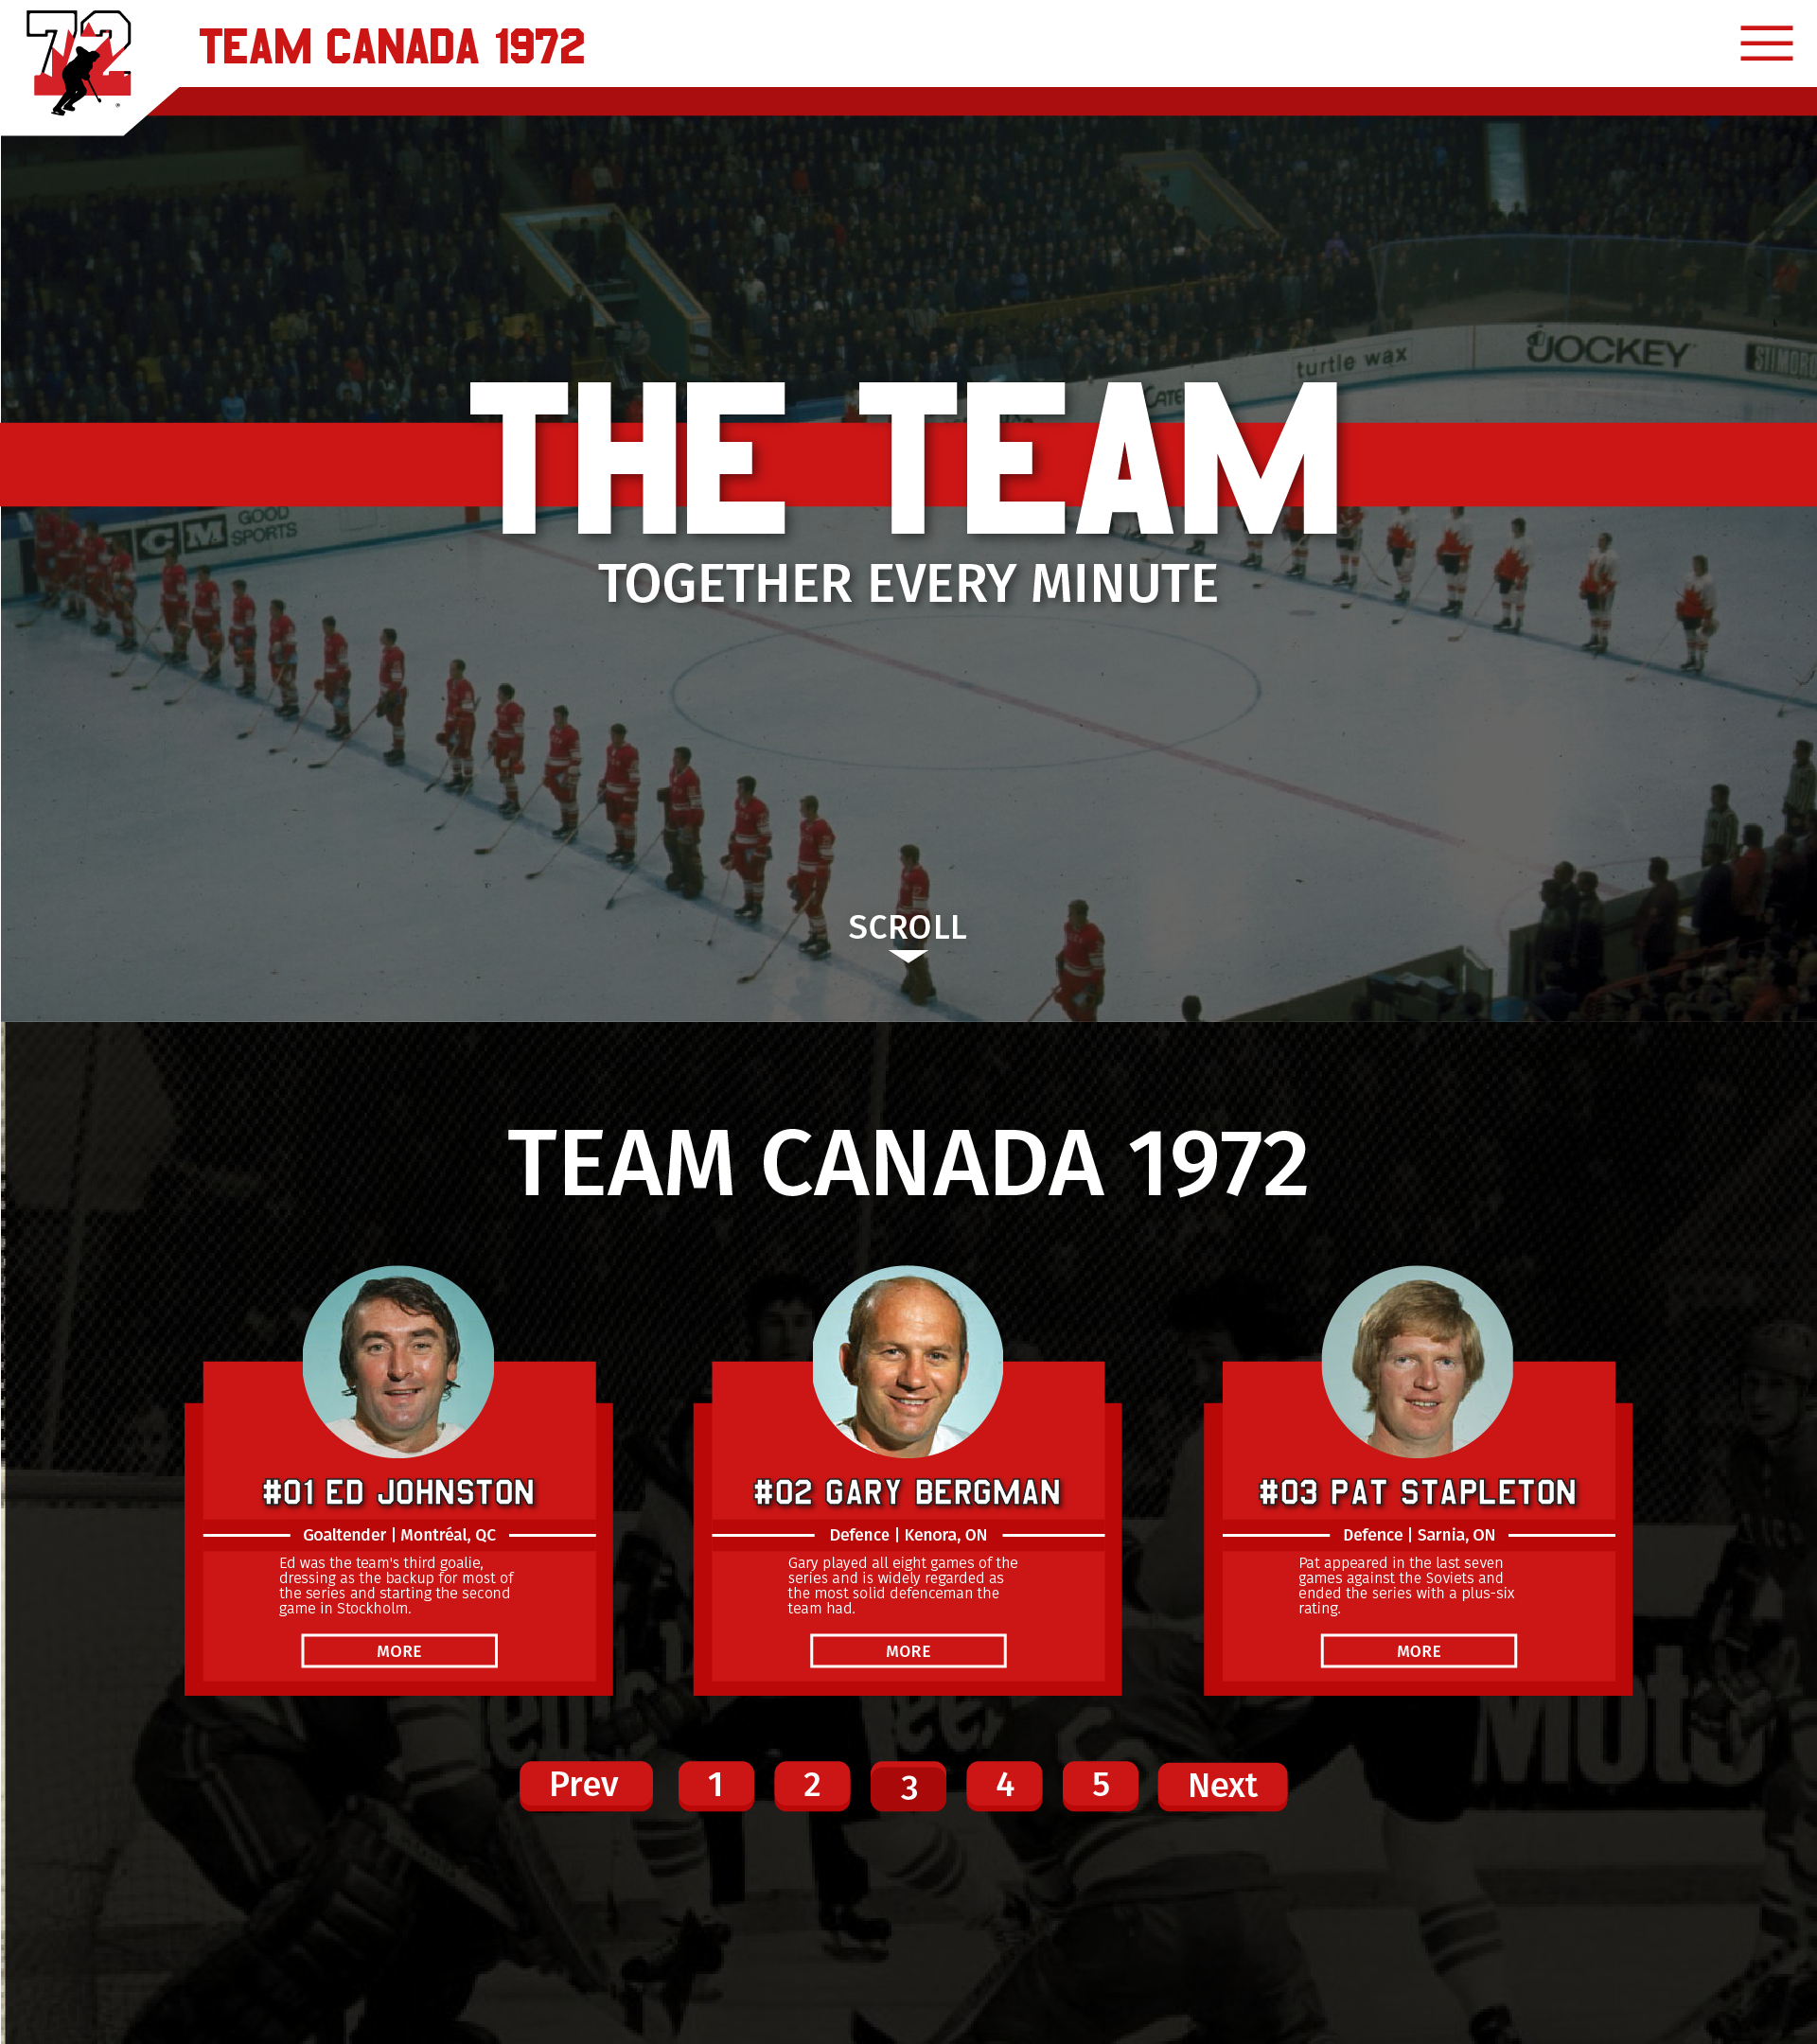 72
TEAM CANADA 1972
turtle wax
JOCKEY
CATE
THE TEAM
CCM
GOOD
SPORTS
TOGETHER EVERY MINUTE
SCROLL
TEAM CANADA 1972
#01 ED JOHNSTON
Goaltender | Montréal, QC
Ed was the team's third goalie,
dressing as the backup for most of
the series and starting the second
game in Stockholm.
MORE
#02 GARY BERGMAN
Defence | Kenora, ON
Gary played all eight games of the
series and is widely regarded as
the most solid defenceman the
team had.
MORE
#03 PAT STAPLETON
Defence | Sarnia, ON
Pat appeared in the last seven
games against the Soviets and
ended the series with a plus-six
rating.
MORE
Prev 1 2 3 4 5 Next